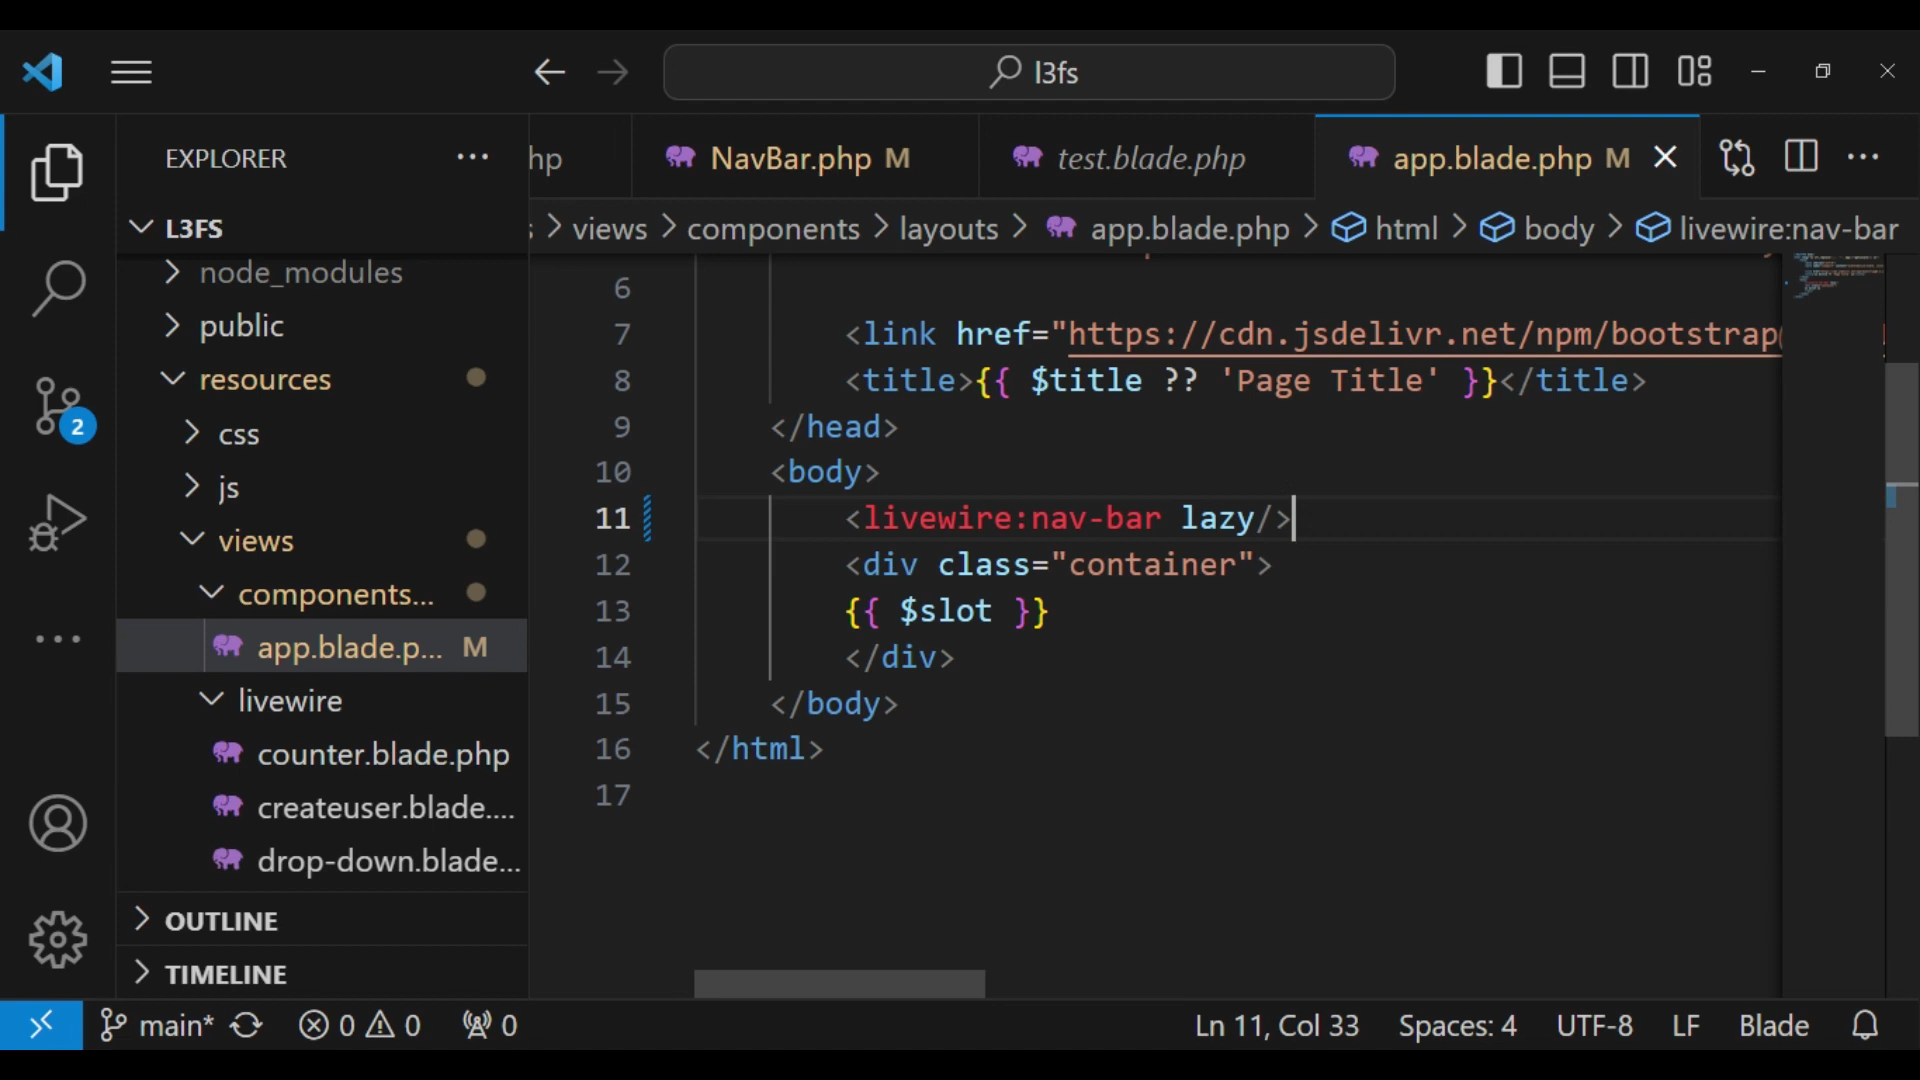 l3fs
EXPLORER
hp
NavBar.php M
test.blade.php
app.blade.php M
views > components > layouts > app.blade.php > html > body > livewire:nav-bar
L3FS
node_modules
public
resources
css
js
views
components...
app.blade.p... M
livewire
counter.blade.php
createuser.blade....
drop-down.blade...
OUTLINE
TIMELINE
2
6
7 <link href="https://cdn.jsdelivr.net/npm/bootstrap
8 <title>{{ $title ?? 'Page Title' }}</title>
9 </head>
10 <body>
11 <livewire:nav-bar lazy/>
12 <div class="container">
13 {{ $slot }}
14 </div>
15 </body>
16 </html>
17
main* 0 0 0 Ln 11, Col 33 Spaces: 4 UTF-8 LF Blade